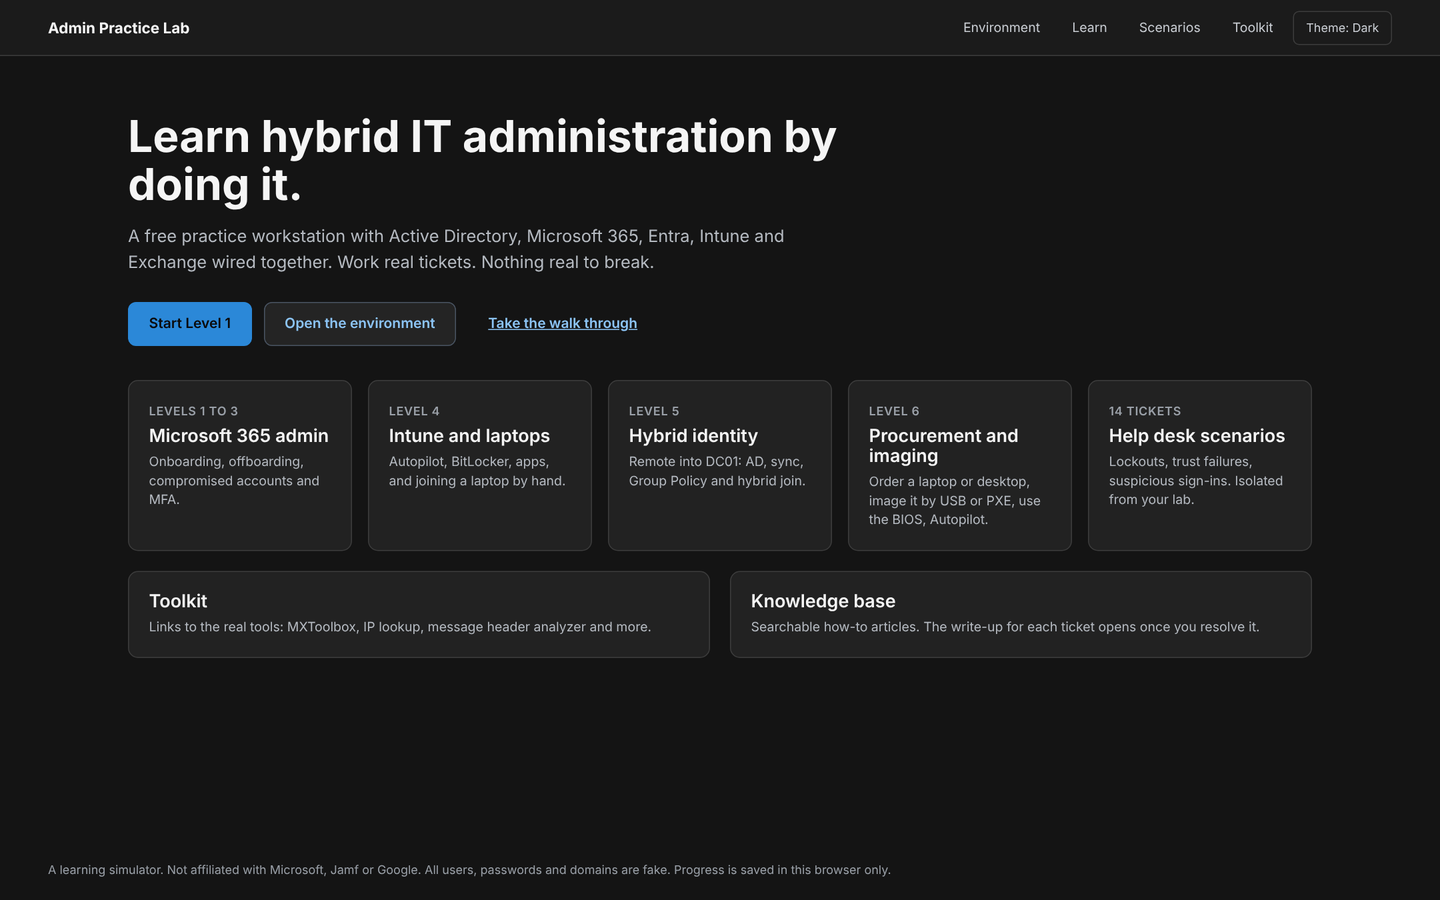 Admin Practice Lab
Environment
Learn
Scenarios
Toolkit
Theme: Dark
Learn hybrid IT administration by
doing it.
A free practice workstation with Active Directory, Microsoft 365, Entra, Intune and
Exchange wired together. Work real tickets. Nothing real to break.
Start Level 1
Open the environment
Take the walk through
LEVELS 1 TO 3
Microsoft 365 admin
Onboarding, offboarding,
compromised accounts and
MFA.
LEVEL 4
Intune and laptops
Autopilot, BitLocker, apps,
and joining a laptop by hand.
LEVEL 5
Hybrid identity
Remote into DC01: AD, sync,
Group Policy and hybrid join.
LEVEL 6
Procurement and
imaging
Order a laptop or desktop,
image it by USB or PXE, use
the BIOS, Autopilot.
14 TICKETS
Help desk scenarios
Lockouts, trust failures,
suspicious sign-ins. Isolated
from your lab.
Toolkit
Links to the real tools: MXToolbox, IP lookup, message header analyzer and more.
Knowledge base
Searchable how-to articles. The write-up for each ticket opens once you resolve it.
A learning simulator. Not affiliated with Microsoft, Jamf or Google. All users, passwords and domains are fake. Progress is saved in this browser only.